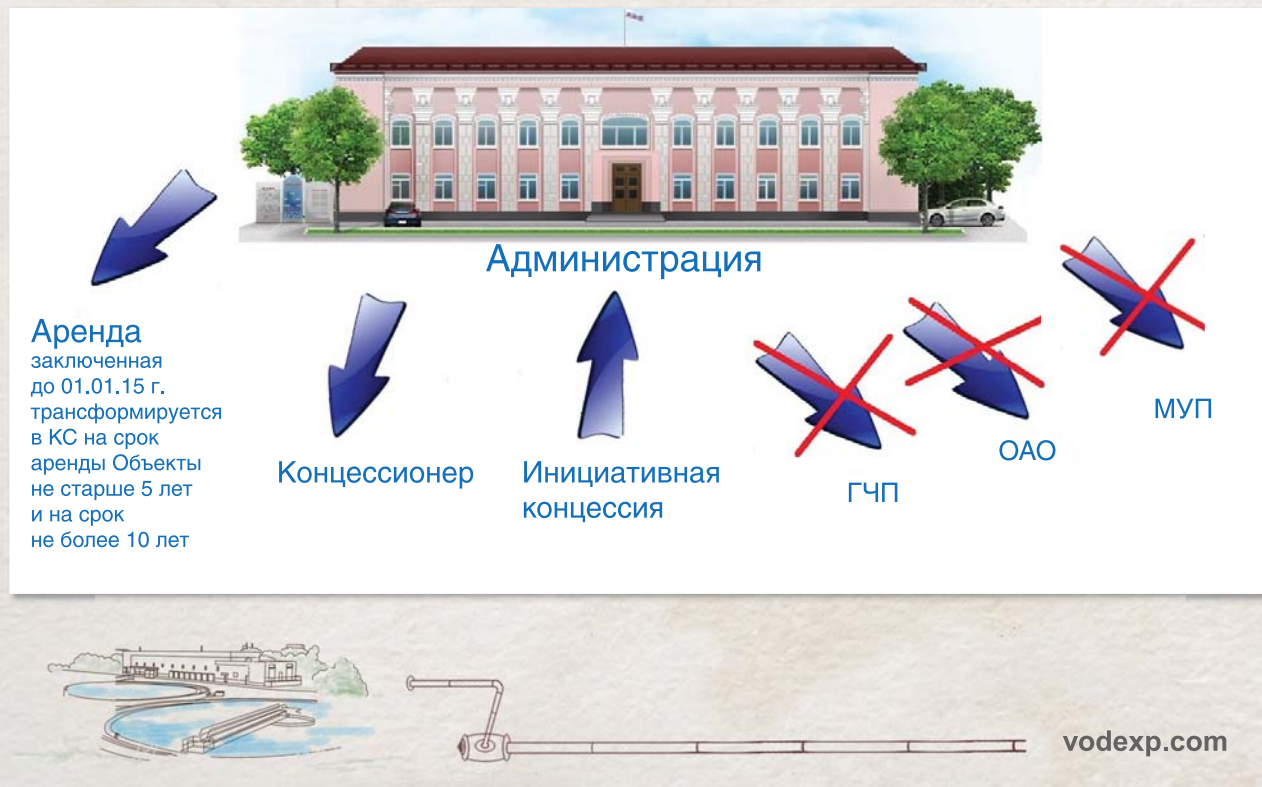 Администрация
Аренда
заключенная
до 01.01.15 г.
трансформируется
в КС на срок
аренды Объекты
не старше 5 лет
и на срок
не более 10 лет
Концессионер
Инициативная
концессия
ГЧП
ОАО
МУП
vodexp.com